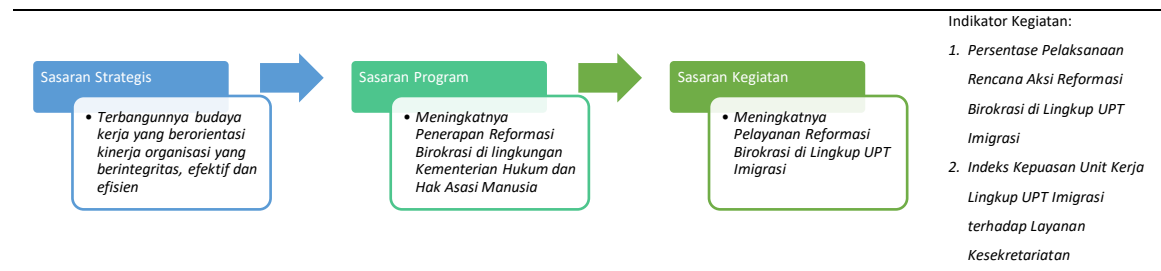 Sasaran Strategis
• Terbangunnya budaya
kerja yang berorientasi
kinerja organisasi yang
berintegritas, efektif dan
efisien
Sasaran Program
• Meningkatnya
Penerapan Reformasi
Birokrasi di lingkungan
Kementerian Hukum dan
Hak Asasi Manusia
Sasaran Kegiatan
• Meningkatnya
Pelayanan Reformasi
Birokrasi di Lingkup UPT
Imigrasi
Indikator Kegiatan:
1. Persentase Pelaksanaan
Rencana Aksi Reformasi
Birokrasi di Lingkup UPT
Imigrasi
2. Indeks Kepuasan Unit Kerja
Lingkup UPT Imigrasi
terhadap Layanan
Kesekretariatan